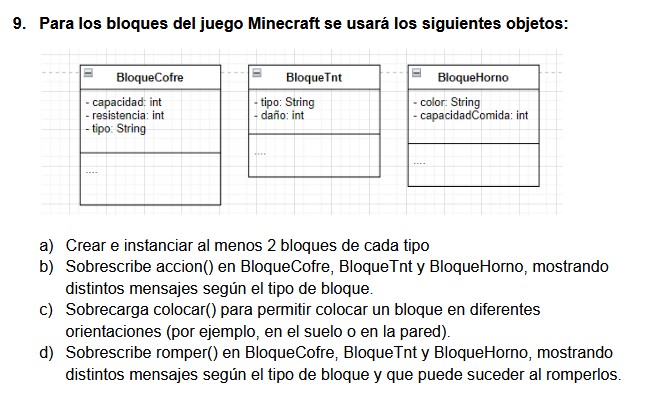 9. Para los bloques del juego Minecraft se usará los siguientes objetos:
BloqueCofre
- capacidad: int
- resistencia: int
- tipo: String
....
BloqueTnt
- tipo: String
- daño: int
....
BloqueHorno
- color: String
- capacidadComida: int
....
a) Crear e instanciar al menos 2 bloques de cada tipo
b) Sobrescribe accion() en BloqueCofre, BloqueTnt y BloqueHorno, mostrando
distintos mensajes según el tipo de bloque.
c) Sobrecarga colocar() para permitir colocar un bloque en diferentes
orientaciones (por ejemplo, en el suelo o en la pared).
d) Sobrescribe romper() en BloqueCofre, BloqueTnt y BloqueHorno, mostrando
distintos mensajes según el tipo de bloque y que puede suceder al romperlos.